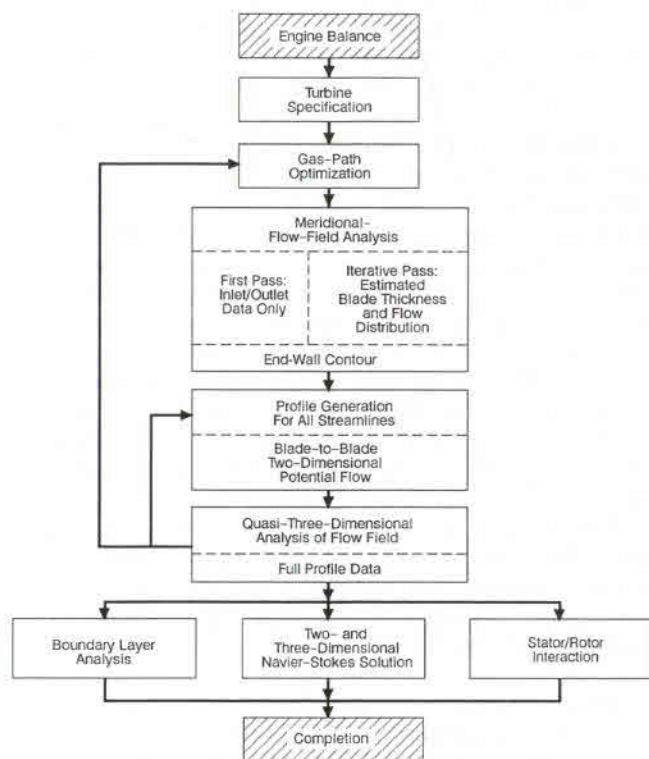 Engine Balance
Turbine
Specification
Gas-Path
Optimization
Meridional-
Flow-Field Analysis
First Pass:
Inlet/Outlet
Data Only
Iterative Pass:
Estimated
Blade Thickness
and Flow
Distribution
End-Wall Contour
Profile Generation
For All Streamlines
Blade-to-Blade
Two-Dimensional
Potential Flow
Quasi-Three-Dimensional
Analysis of Flow Field
Full Profile Data
Boundary Layer
Analysis
Two- and
Three-Dimensional
Navier-Stokes Solution
Stator/Rotor
Interaction
Completion